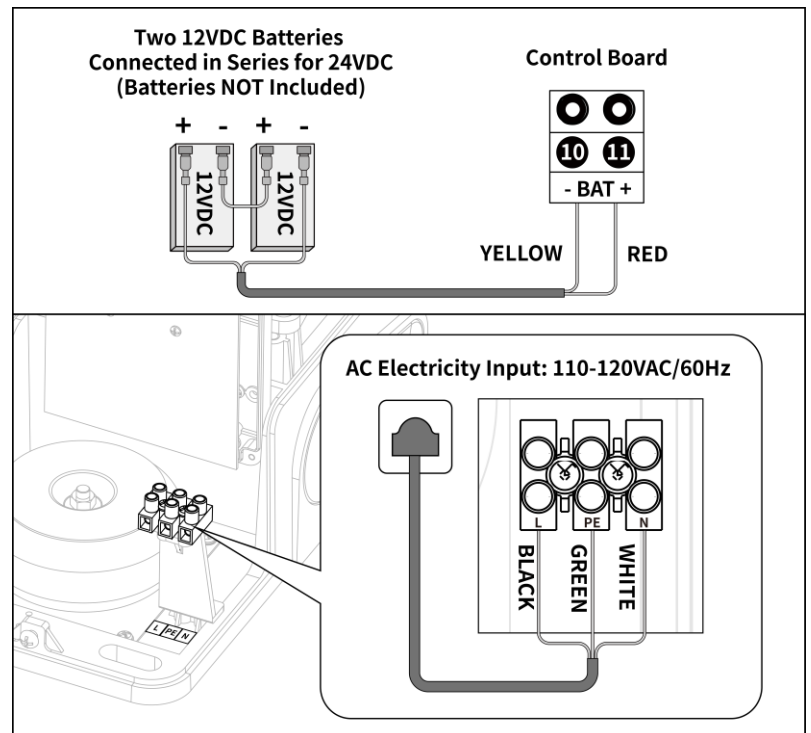 Two 12VDC Batteries
Connected in Series for 24VDC
(Batteries NOT Included)
+ - + -
12VDC
12VDC
Control Board
10 11
- BAT +
YELLOW
RED
AC Electricity Input: 110-120VAC/60Hz
L PE N
BLACK
GREEN
WHITE
L PE N